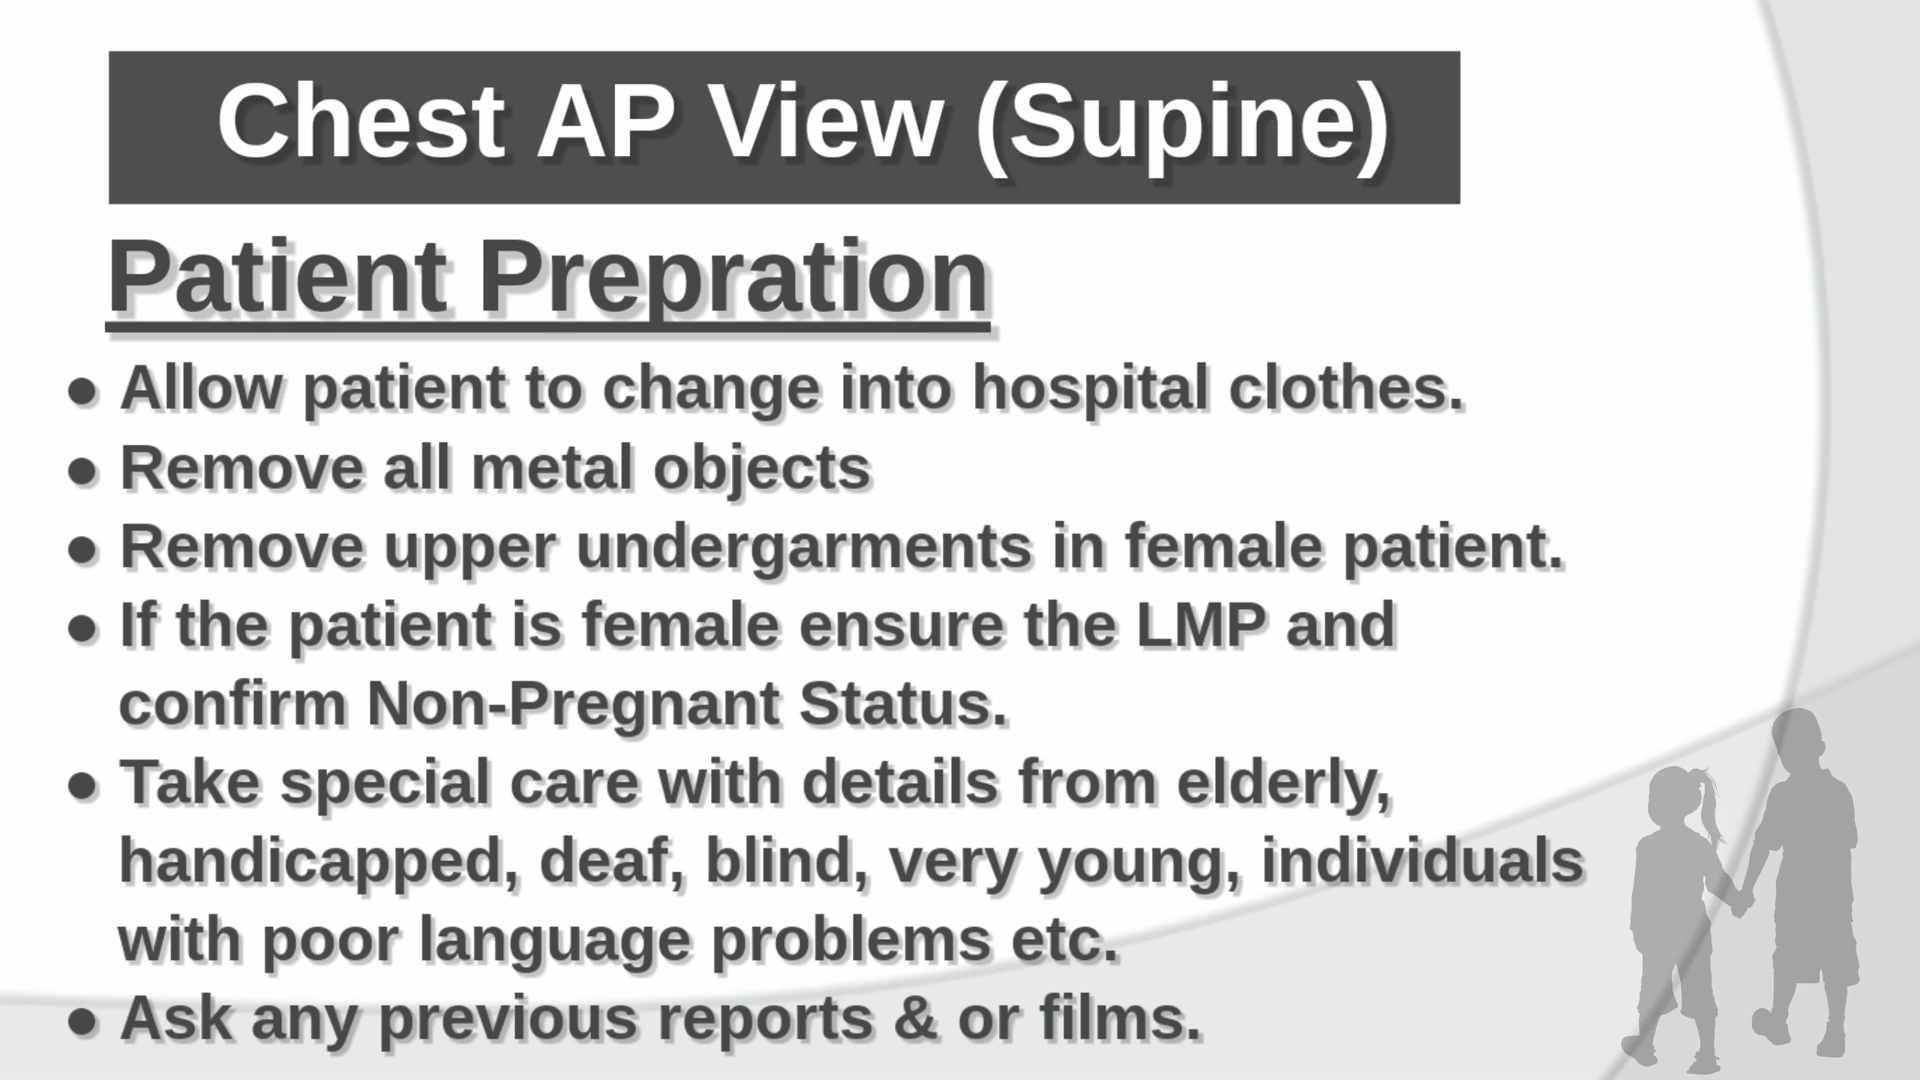 Chest AP View (Supine)
Patient Prepration
● Allow patient to change into hospital clothes.
● Remove all metal objects
● Remove upper undergarments in female patient.
● If the patient is female ensure the LMP and
confirm Non-Pregnant Status.
● Take special care with details from elderly,
handicapped, deaf, blind, very young, individuals
with poor language problems etc.
● Ask any previous reports & or films.